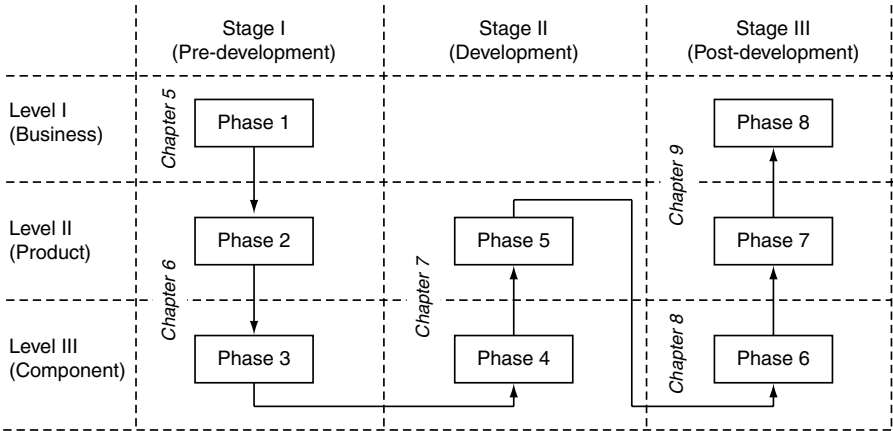 Stage I
(Pre-development)
Stage II
(Development)
Stage III
(Post-development)
Level I
(Business)
Chapter 5
Phase 1
Phase 8
Chapter 9
Level II
(Product)
Phase 2
Phase 5
Phase 7
Chapter 6
Chapter 7
Level III
(Component)
Phase 3
Phase 4
Chapter 8
Phase 6